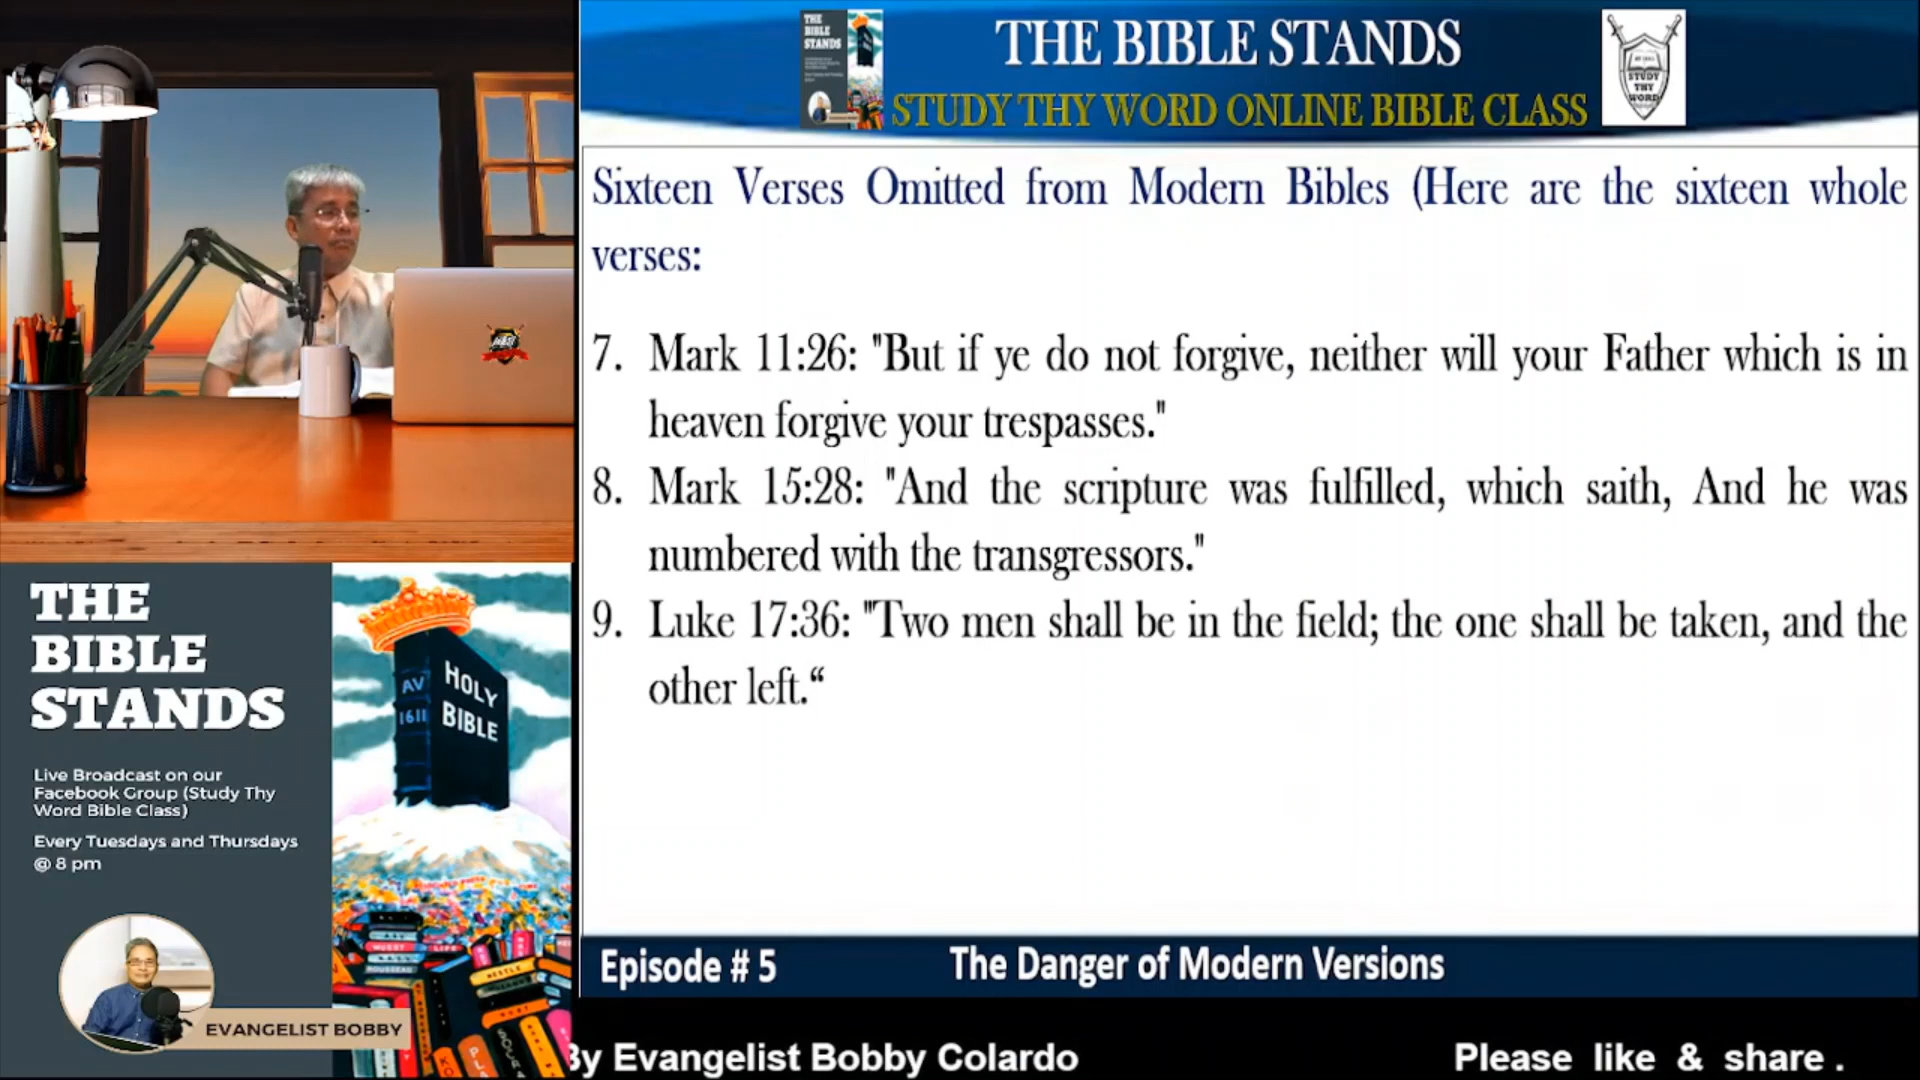 THE BIBLE STANDS
STUDY THY WORD ONLINE BIBLE CLASS
THE
BIBLE
STANDS
STUDY
THY
WORD
Sixteen Verses Omitted from Modern Bibles (Here are the sixteen whole
verses:
7. Mark 11:26: "But if ye do not forgive, neither will your Father which is in
heaven forgive your trespasses."
8. Mark 15:28: "And the scripture was fulfilled, which saith, And he was
numbered with the transgressors."
9. Luke 17:36: "Two men shall be in the field; the one shall be taken, and the
other left.“
THE
BIBLE
STANDS
Live Broadcast on our
Facebook Group (Study Thy
Word Bible Class)
Every Tuesdays and Thursdays
@ 8 pm
EVANGELIST BOBBY
AV
1611
HOLY
BIBLE
Episode # 5
The Danger of Modern Versions
By Evangelist Bobby Colardo
Please like & share .